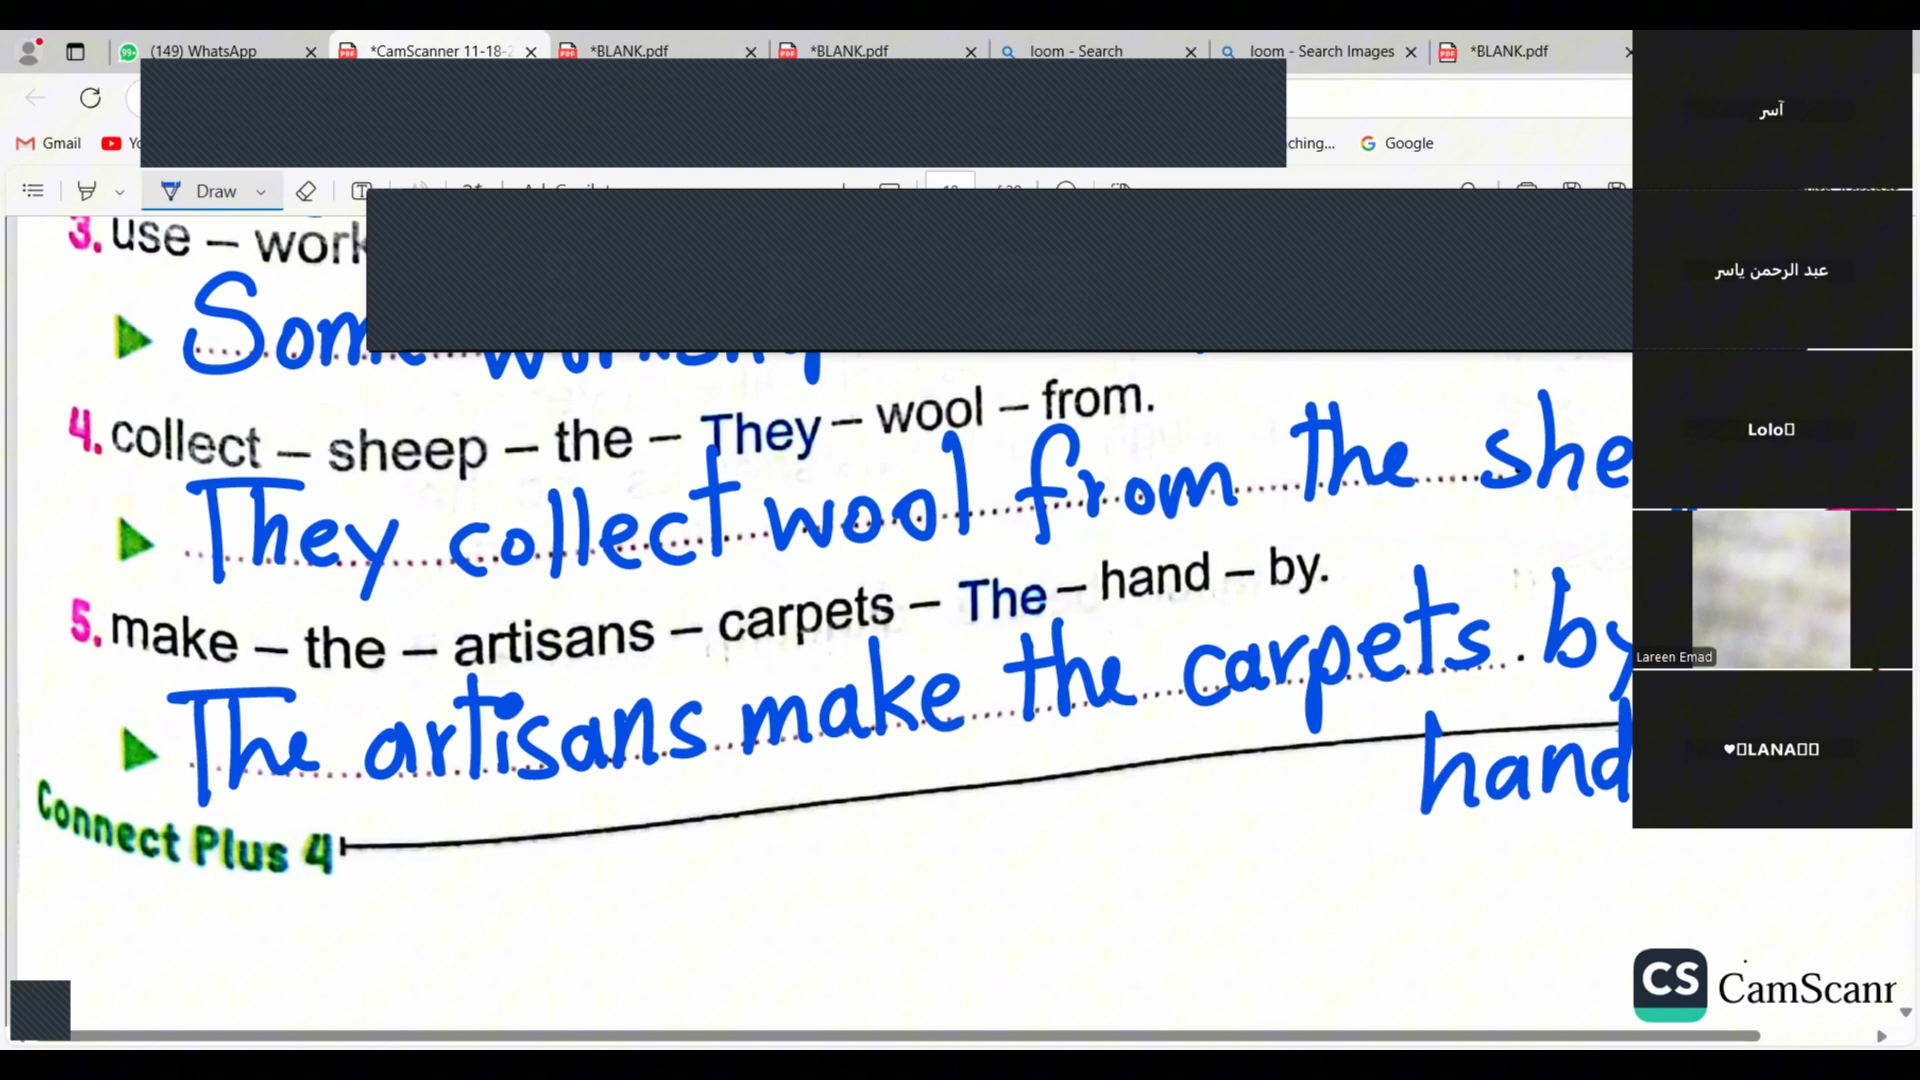 (149) WhatsApp
*CamScanner 11-18-2
*BLANK.pdf
*BLANK.pdf
loom - Search
loom - Search Images
*BLANK.pdf
Gmail
ching...
Google
Draw
3. use – work
Some
4. collect – sheep – the – They – wool – from.
They collect wool from the she
5. make – the – artisans – carpets – The – hand – by.
The artisans make the carpets by
hand
Connect Plus 4
آسر
عبد الرحمن ياسر
Lolo
Lareen Emad
♥LANA
CS CamScanr